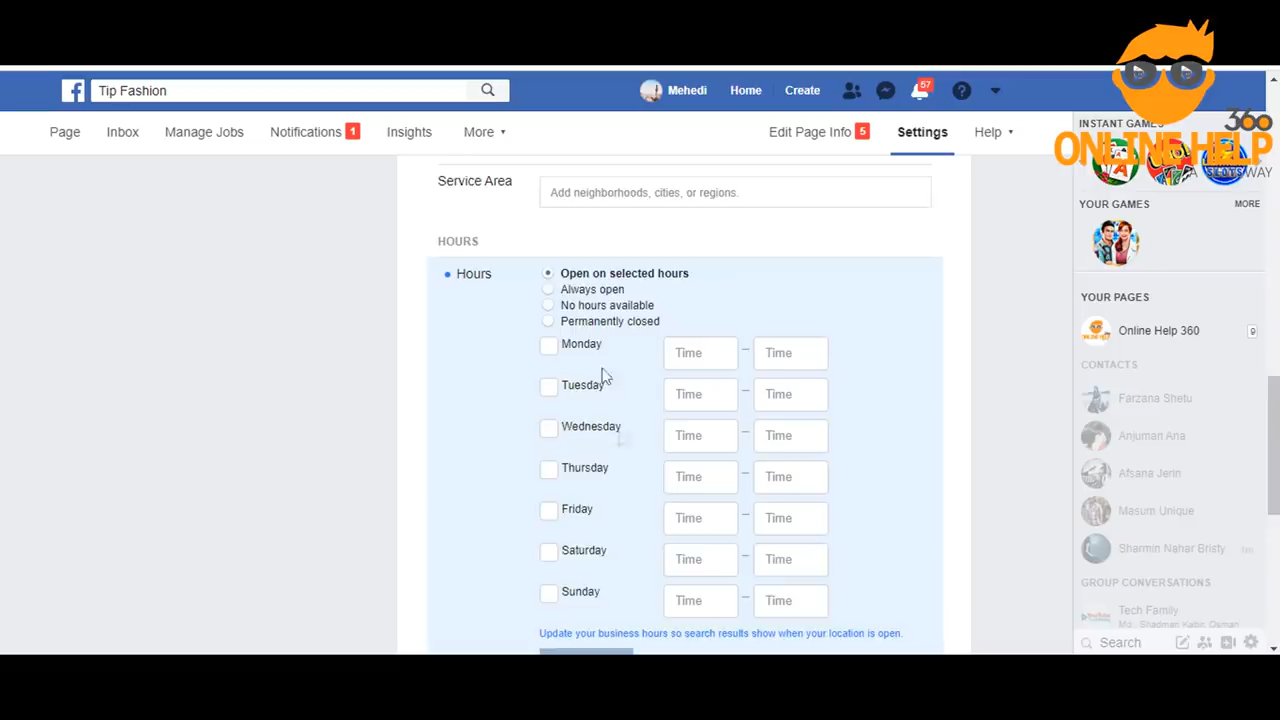 Tip Fashion
Mehedi
Home
Create
57
Page
Inbox
Manage Jobs
Notifications 1
Insights
More
Edit Page Info 5
Settings
Help
INSTANT GAMES
360
ONLINE HELP
Service Area
Add neighborhoods, cities, or regions.
YOUR GAMES
MORE
HOURS
Hours
Open on selected hours
Always open
No hours available
Permanently closed
Monday Time – Time
Tuesday Time – Time
Wednesday Time – Time
Thursday Time – Time
Friday Time – Time
Saturday Time – Time
Sunday Time – Time
Update your business hours so search results show when your location is open.
YOUR PAGES
Online Help 360
9
CONTACTS
Farzana Shetu
Anjuman Ana
Afsana Jerin
Masum Unique
Sharmin Nahar Bristy
GROUP CONVERSATIONS
Tech Family
Md., Shadman Kabir, Osman
Search